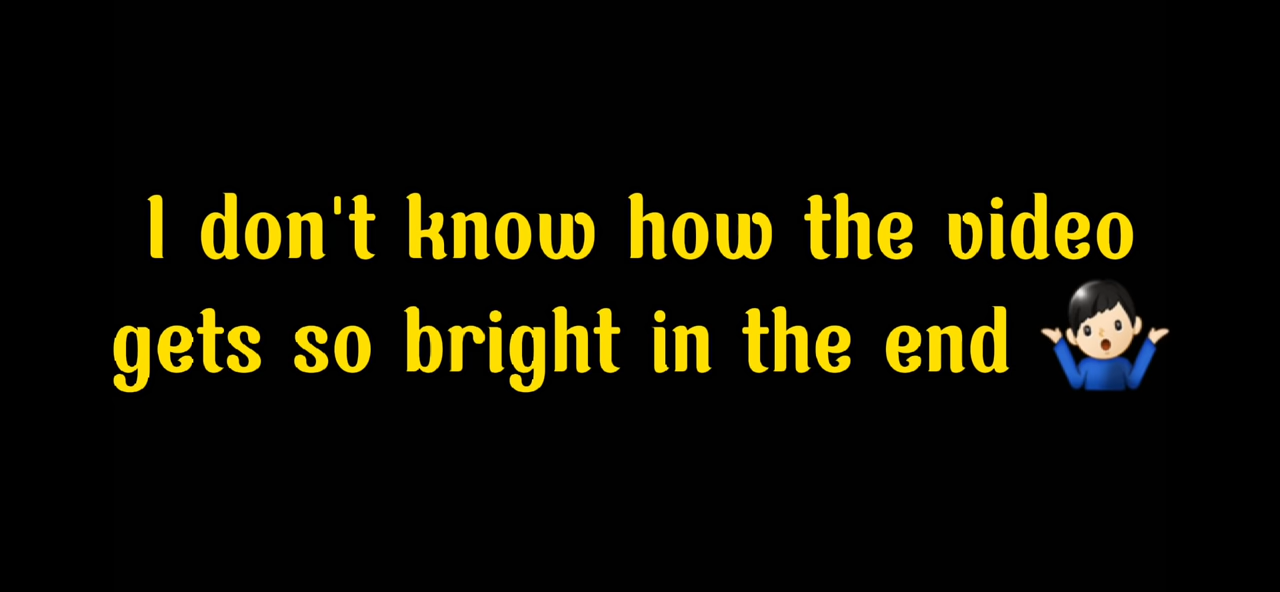 I don't know how the video
gets so bright in the end 🤷🏻‍♂️